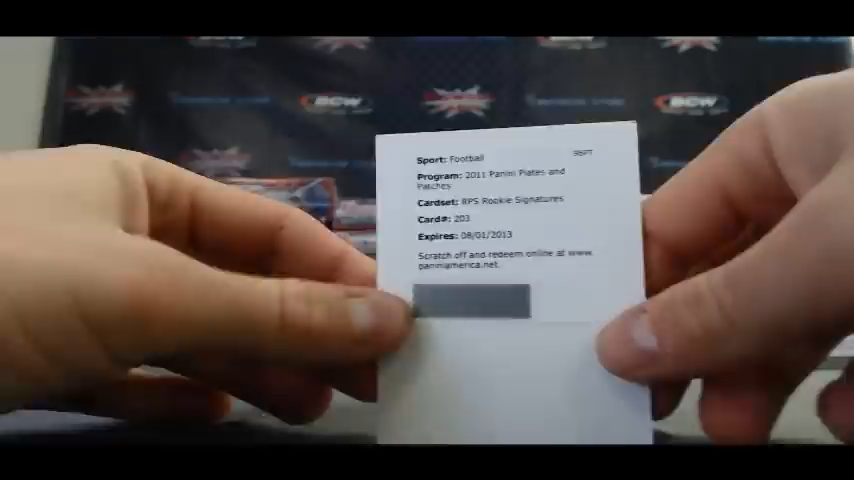 BCW
BCW
Sport: Football
98PT
Program: 2011 Panini Plates and
Patches
Cardset: RPS Rookie Signatures
Card#: 203
Expires: 08/01/2013
Scratch off and redeem online at www.
paniniamerica.net.